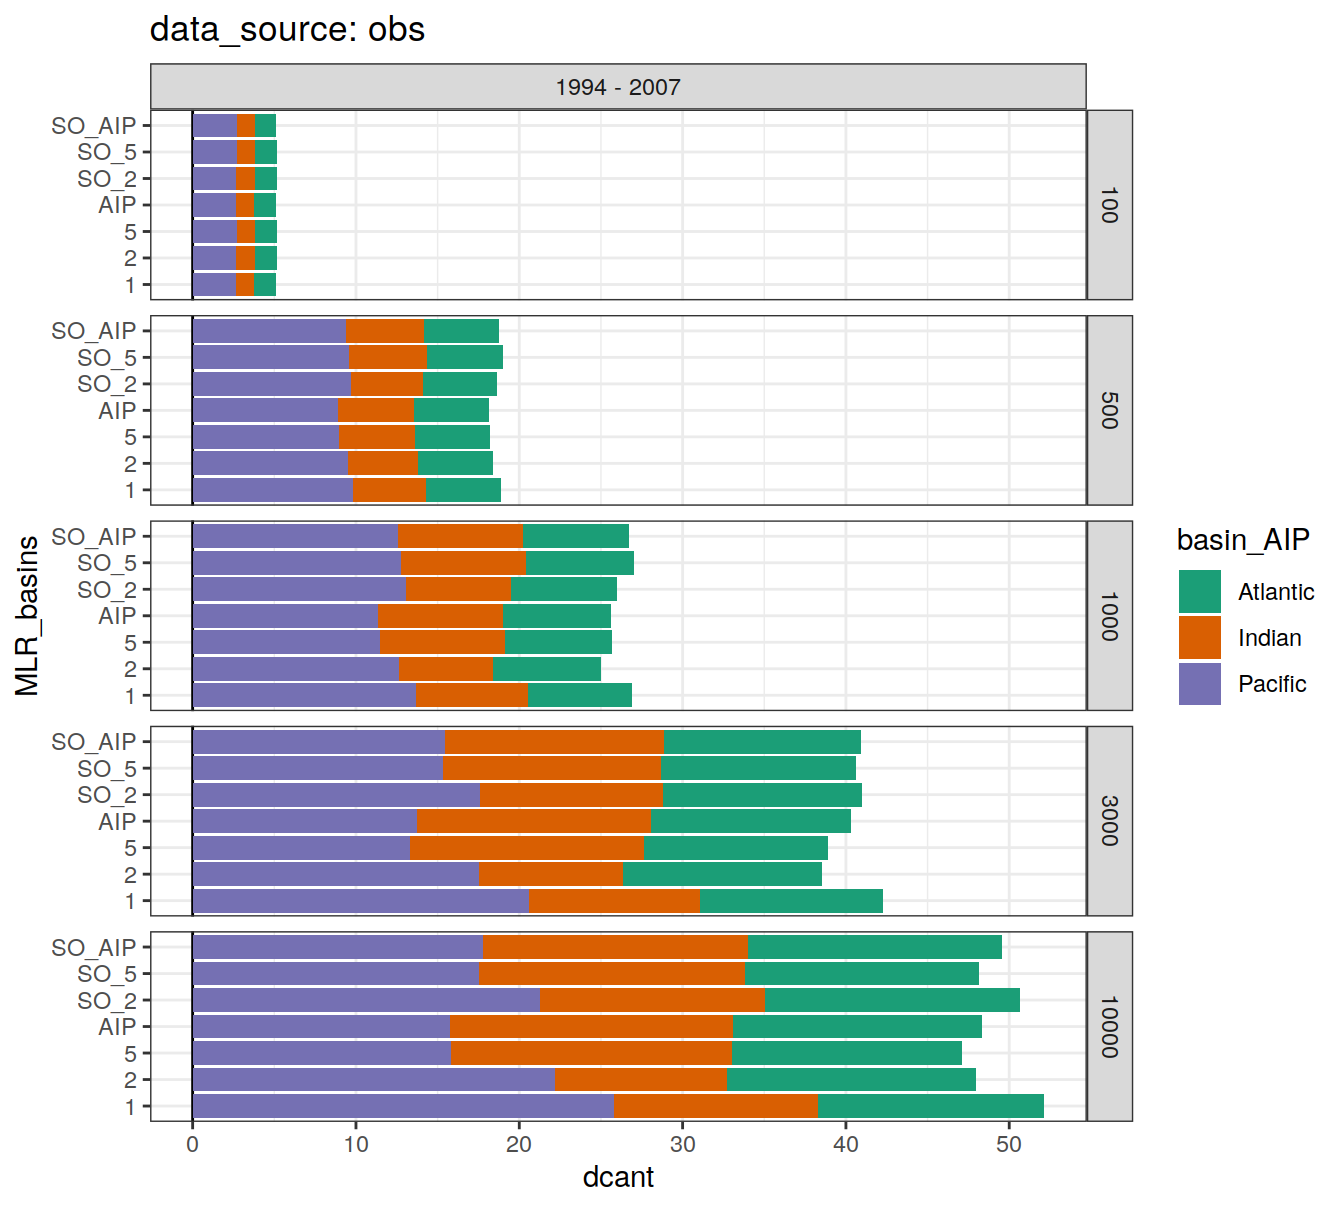 data_source: obs
1994 - 2007
SO_AIP
SO_5
SO_2
AIP
5
2
1
100
SO_AIP
SO_5
SO_2
AIP
5
2
1
500
SO_AIP
SO_5
SO_2
AIP
5
2
1
1000
SO_AIP
SO_5
SO_2
AIP
5
2
1
3000
SO_AIP
SO_5
SO_2
AIP
5
2
1
10000
0 10 20 30 40 50
dcant
MLR_basins
basin_AIP
Atlantic
Indian
Pacific